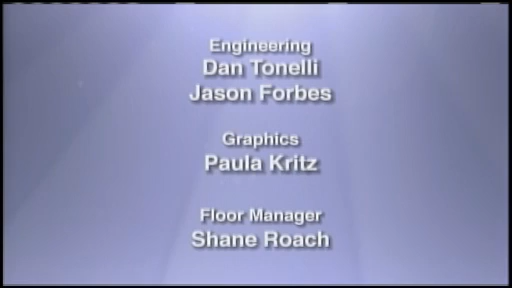 Engineering
Dan Tonelli
Jason Forbes
Graphics
Paula Kritz
Floor Manager
Shane Roach